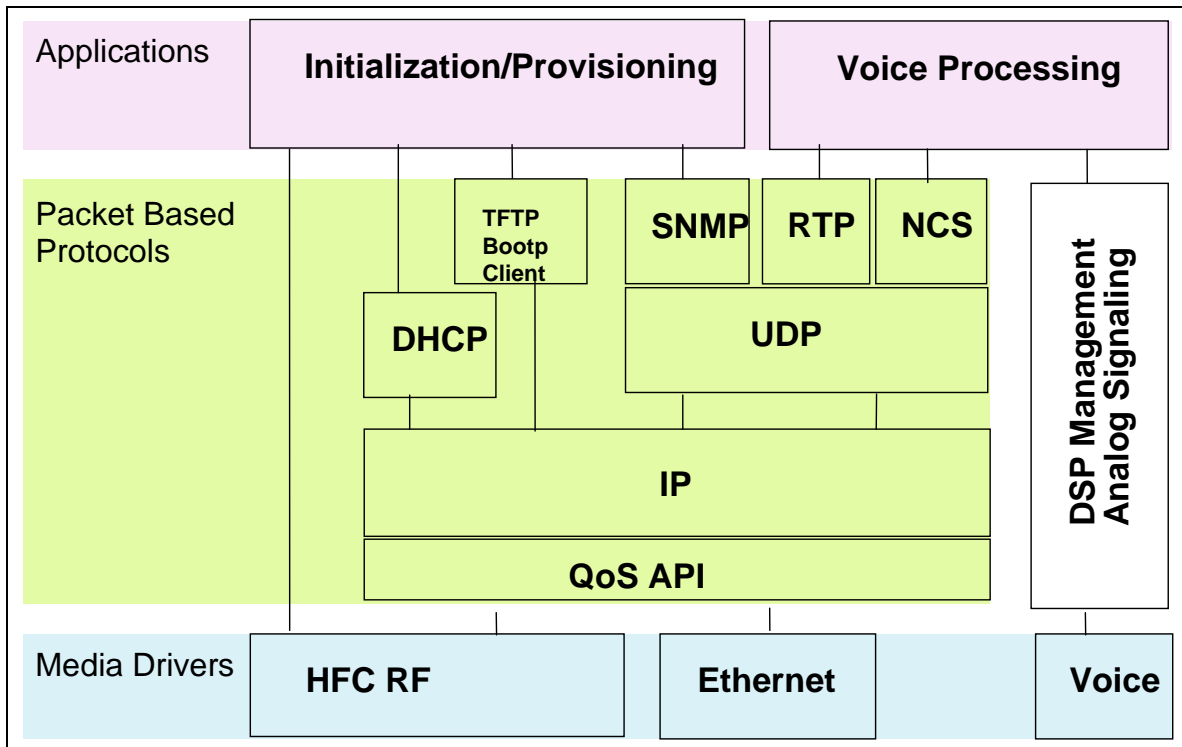 Applications
Initialization/Provisioning
Voice Processing
Packet Based
Protocols
TFTP
Bootp
Client
SNMP
RTP
NCS
DHCP
UDP
IP
QoS API
DSP Management
Analog Signaling
Media Drivers
HFC RF
Ethernet
Voice